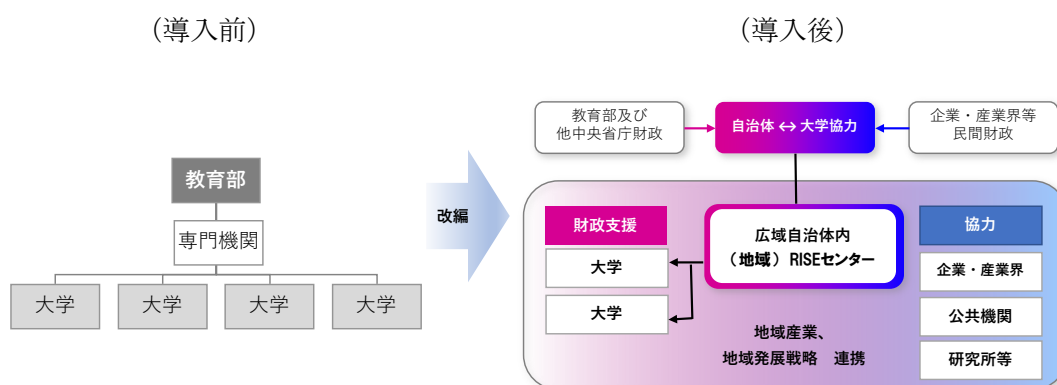 （導入前）
教育部
専門機関
大学
大学
大学
大学
改編
（導入後）
教育部及び
他中央省庁財政
自治体 ↔ 大学協力
企業・産業界等
民間財政
財政支援
大学
大学
広域自治体内
（地域）RISEセンター
地域産業、
地域発展戦略　連携
協力
企業・産業界
公共機関
研究所等